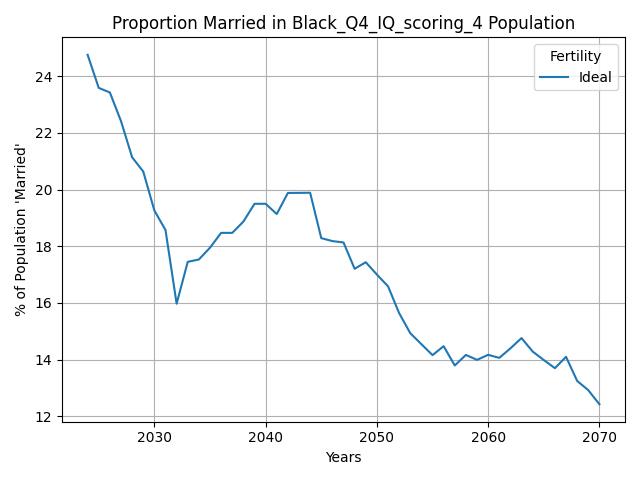 Proportion Married in Black_Q4_IQ_scoring_4 Population
Fertility
Ideal
% of Population 'Married'
24
22
20
18
16
14
12
2030
2040
2050
2060
2070
Years